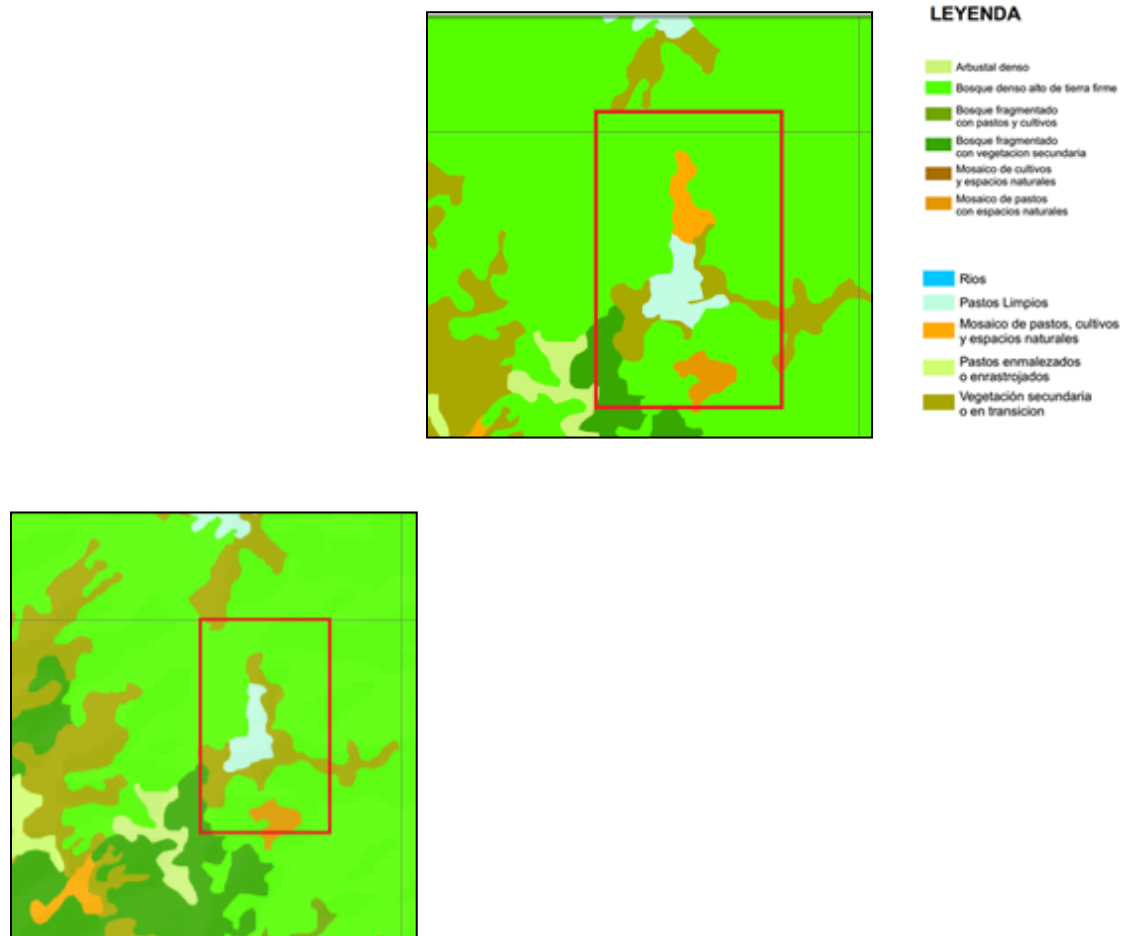 LEYENDA
Arbustal denso
Bosque denso alto de tierra firme
Bosque fragmentado
con pastos y cultivos
Bosque fragmentado
con vegetacion secundaria
Mosaico de cultivos
y espacios naturales
Mosaico de pastos
con espacios naturales
Rios
Pastos Limpios
Mosaico de pastos, cultivos
y espacios naturales
Pastos enmalezados
o enrastrojados
Vegetación secundaria
o en transicion